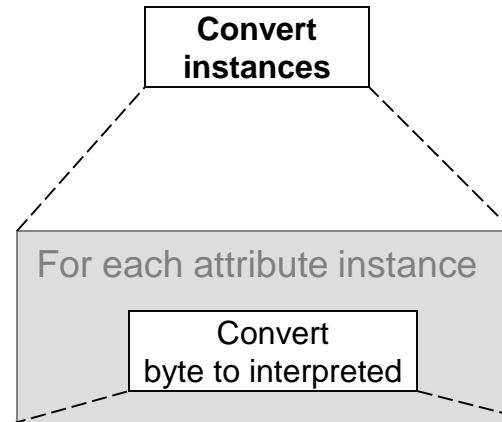 Convert
instances
For each attribute instance
Convert
byte to interpreted